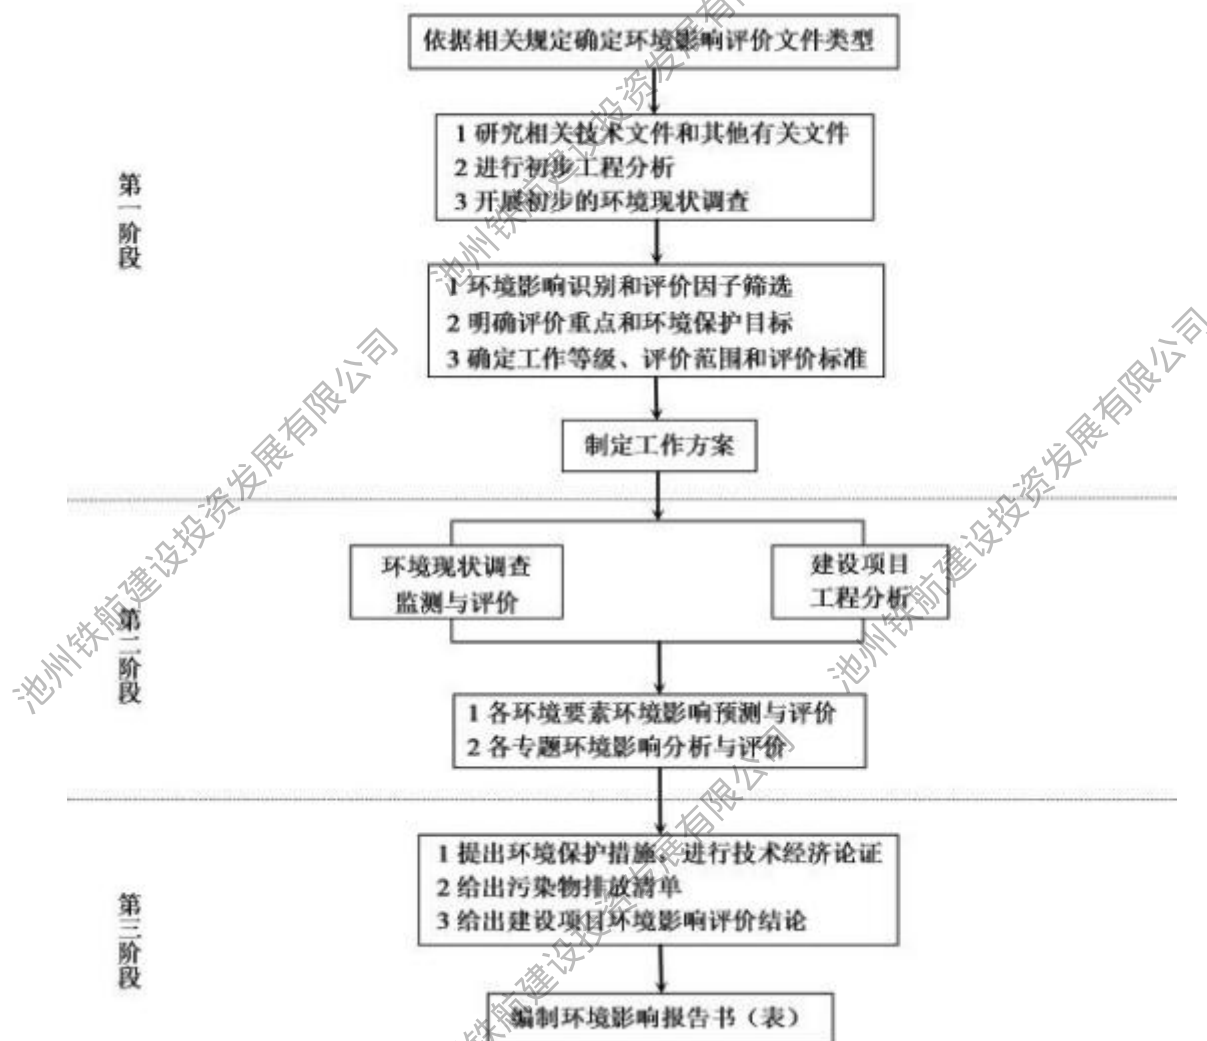 依据相关规定确定环境影响评价文件类型
1 研究相关技术文件和其他有关文件
2 进行初步工程分析
3 开展初步的环境现状调查
第一阶段
1 环境影响识别和评价因子筛选
2 明确评价重点和环境保护目标
3 确定工作等级、评价范围和评价标准
制定工作方案
环境现状调查
监测与评价
建设项目
工程分析
第二阶段
1 各环境要素环境影响预测与评价
2 各专题环境影响分析与评价
1 提出环境保护措施，进行技术经济论证
2 给出污染物排放清单
3 给出建设项目环境影响评价结论
第三阶段
编制环境影响报告书（表）
池州铁航建设投资发展有
池州铁航建设投资发展有限公司
池州铁航建设投资发展有限公司
铁航建设投资发展有限公司